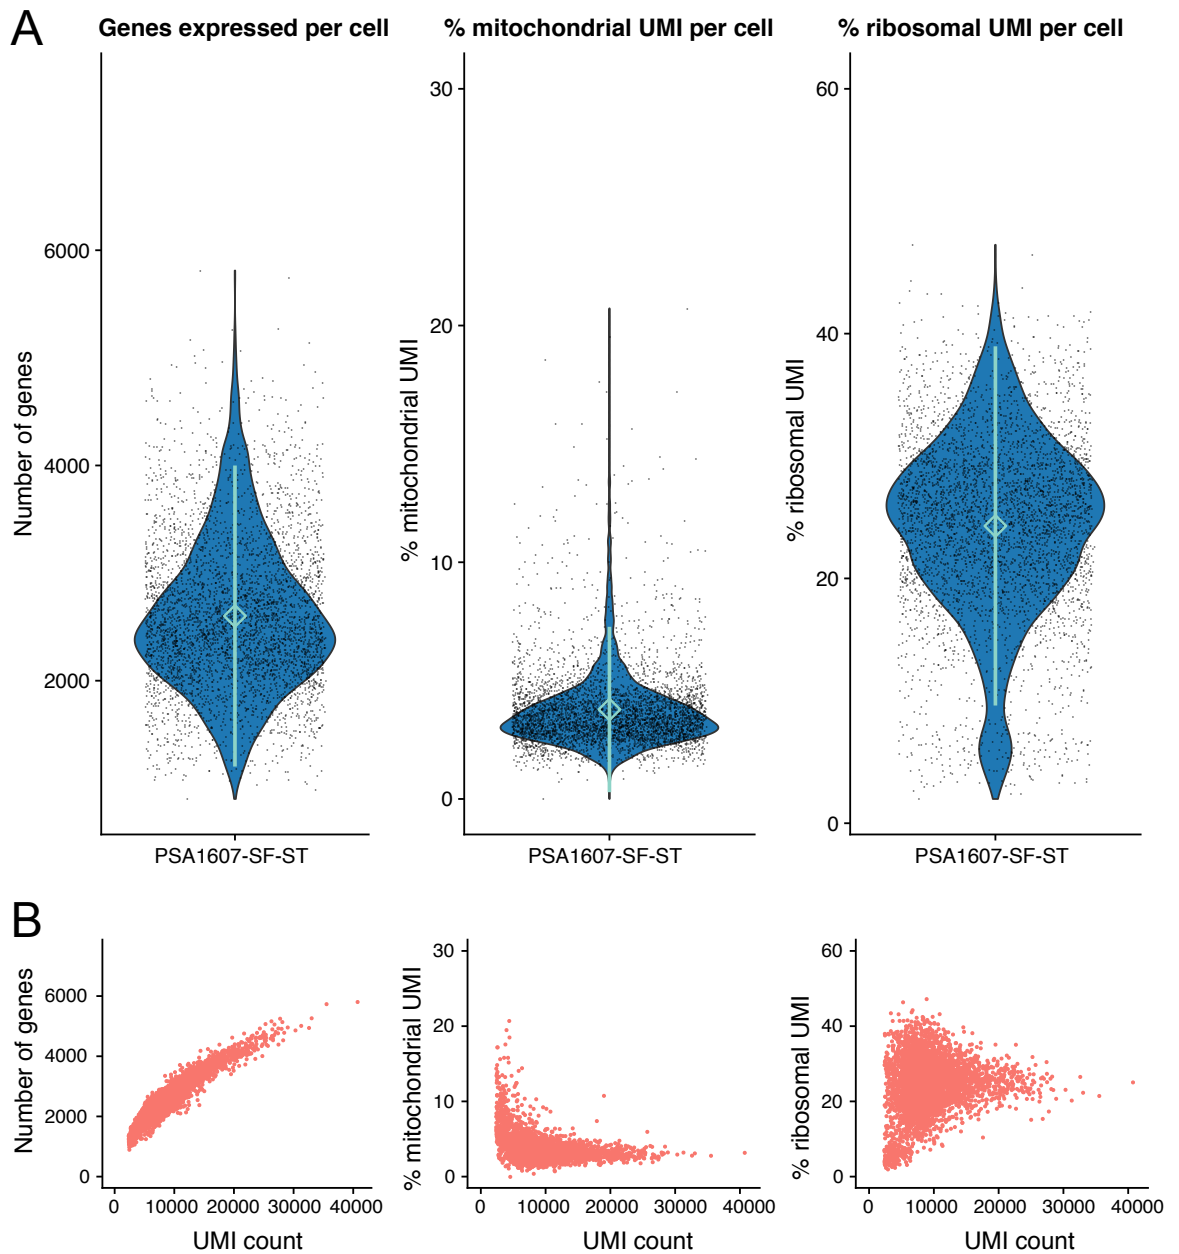 A
Genes expressed per cell
% mitochondrial UMI per cell
% ribosomal UMI per cell
Number of genes
6000
4000
2000
PSA1607-SF-ST
% mitochondrial UMI
30
20
10
0
PSA1607-SF-ST
% ribosomal UMI
60
40
20
0
PSA1607-SF-ST
B
Number of genes
6000
4000
2000
0
0 10000 20000 30000 40000
UMI count
% mitochondrial UMI
30
20
10
0
0 10000 20000 30000 40000
UMI count
% ribosomal UMI
60
40
20
0
0 10000 20000 30000 40000
UMI count